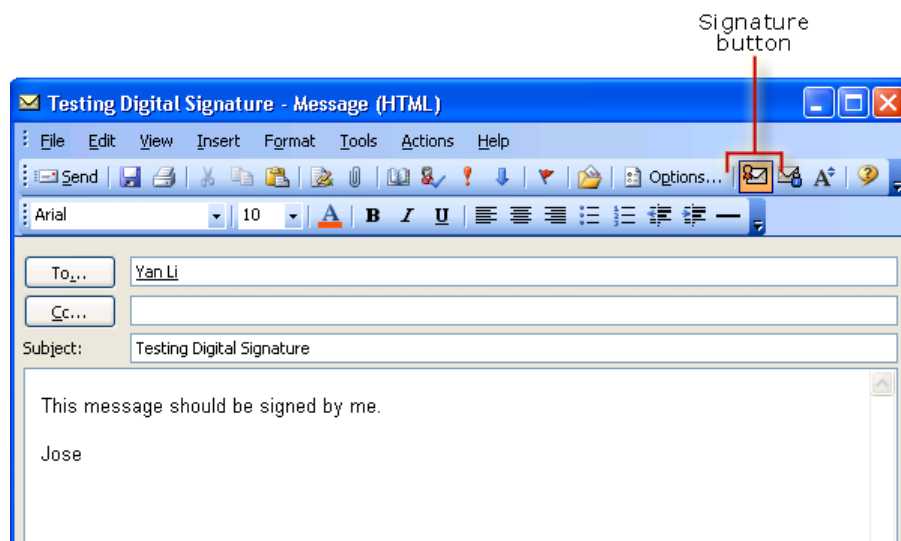 Signature
button
Testing Digital Signature - Message (HTML)
File Edit View Insert Format Tools Actions Help
Send Options...
Arial 10 A B I U
To...
Yan Li
Cc...
Subject: Testing Digital Signature
This message should be signed by me.
Jose